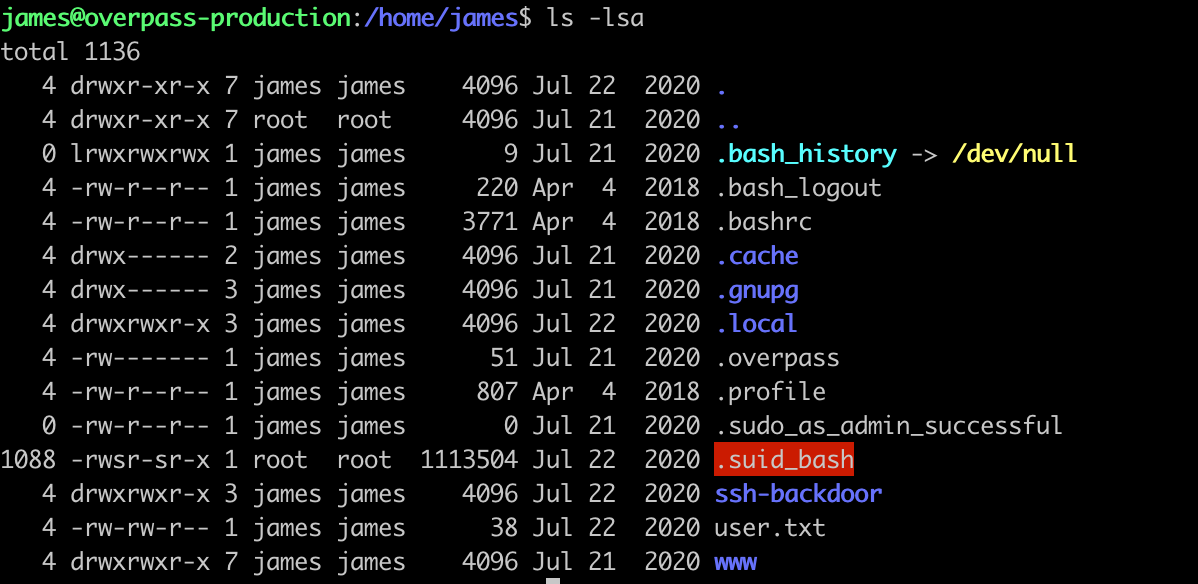 james@overpass-production:/home/james$ ls -lsa
total 1136
   4 drwxr-xr-x 7 james james    4096 Jul 22  2020 .
   4 drwxr-xr-x 7 root  root     4096 Jul 21  2020 ..
   0 lrwxrwxrwx 1 james james       9 Jul 21  2020 .bash_history -> /dev/null
   4 -rw-r--r-- 1 james james     220 Apr  4  2018 .bash_logout
   4 -rw-r--r-- 1 james james    3771 Apr  4  2018 .bashrc
   4 drwx------ 2 james james    4096 Jul 21  2020 .cache
   4 drwx------ 3 james james    4096 Jul 21  2020 .gnupg
   4 drwxrwxr-x 3 james james    4096 Jul 22  2020 .local
   4 -rw------- 1 james james      51 Jul 21  2020 .overpass
   4 -rw-r--r-- 1 james james     807 Apr  4  2018 .profile
   0 -rw-r--r-- 1 james james       0 Jul 21  2020 .sudo_as_admin_successful
1088 -rwsr-sr-x 1 root  root  1113504 Jul 22  2020 .suid_bash
   4 drwxrwxr-x 3 james james    4096 Jul 22  2020 ssh-backdoor
   4 -rw-rw-r-- 1 james james      38 Jul 22  2020 user.txt
   4 drwxrwxr-x 7 james james    4096 Jul 21  2020 www